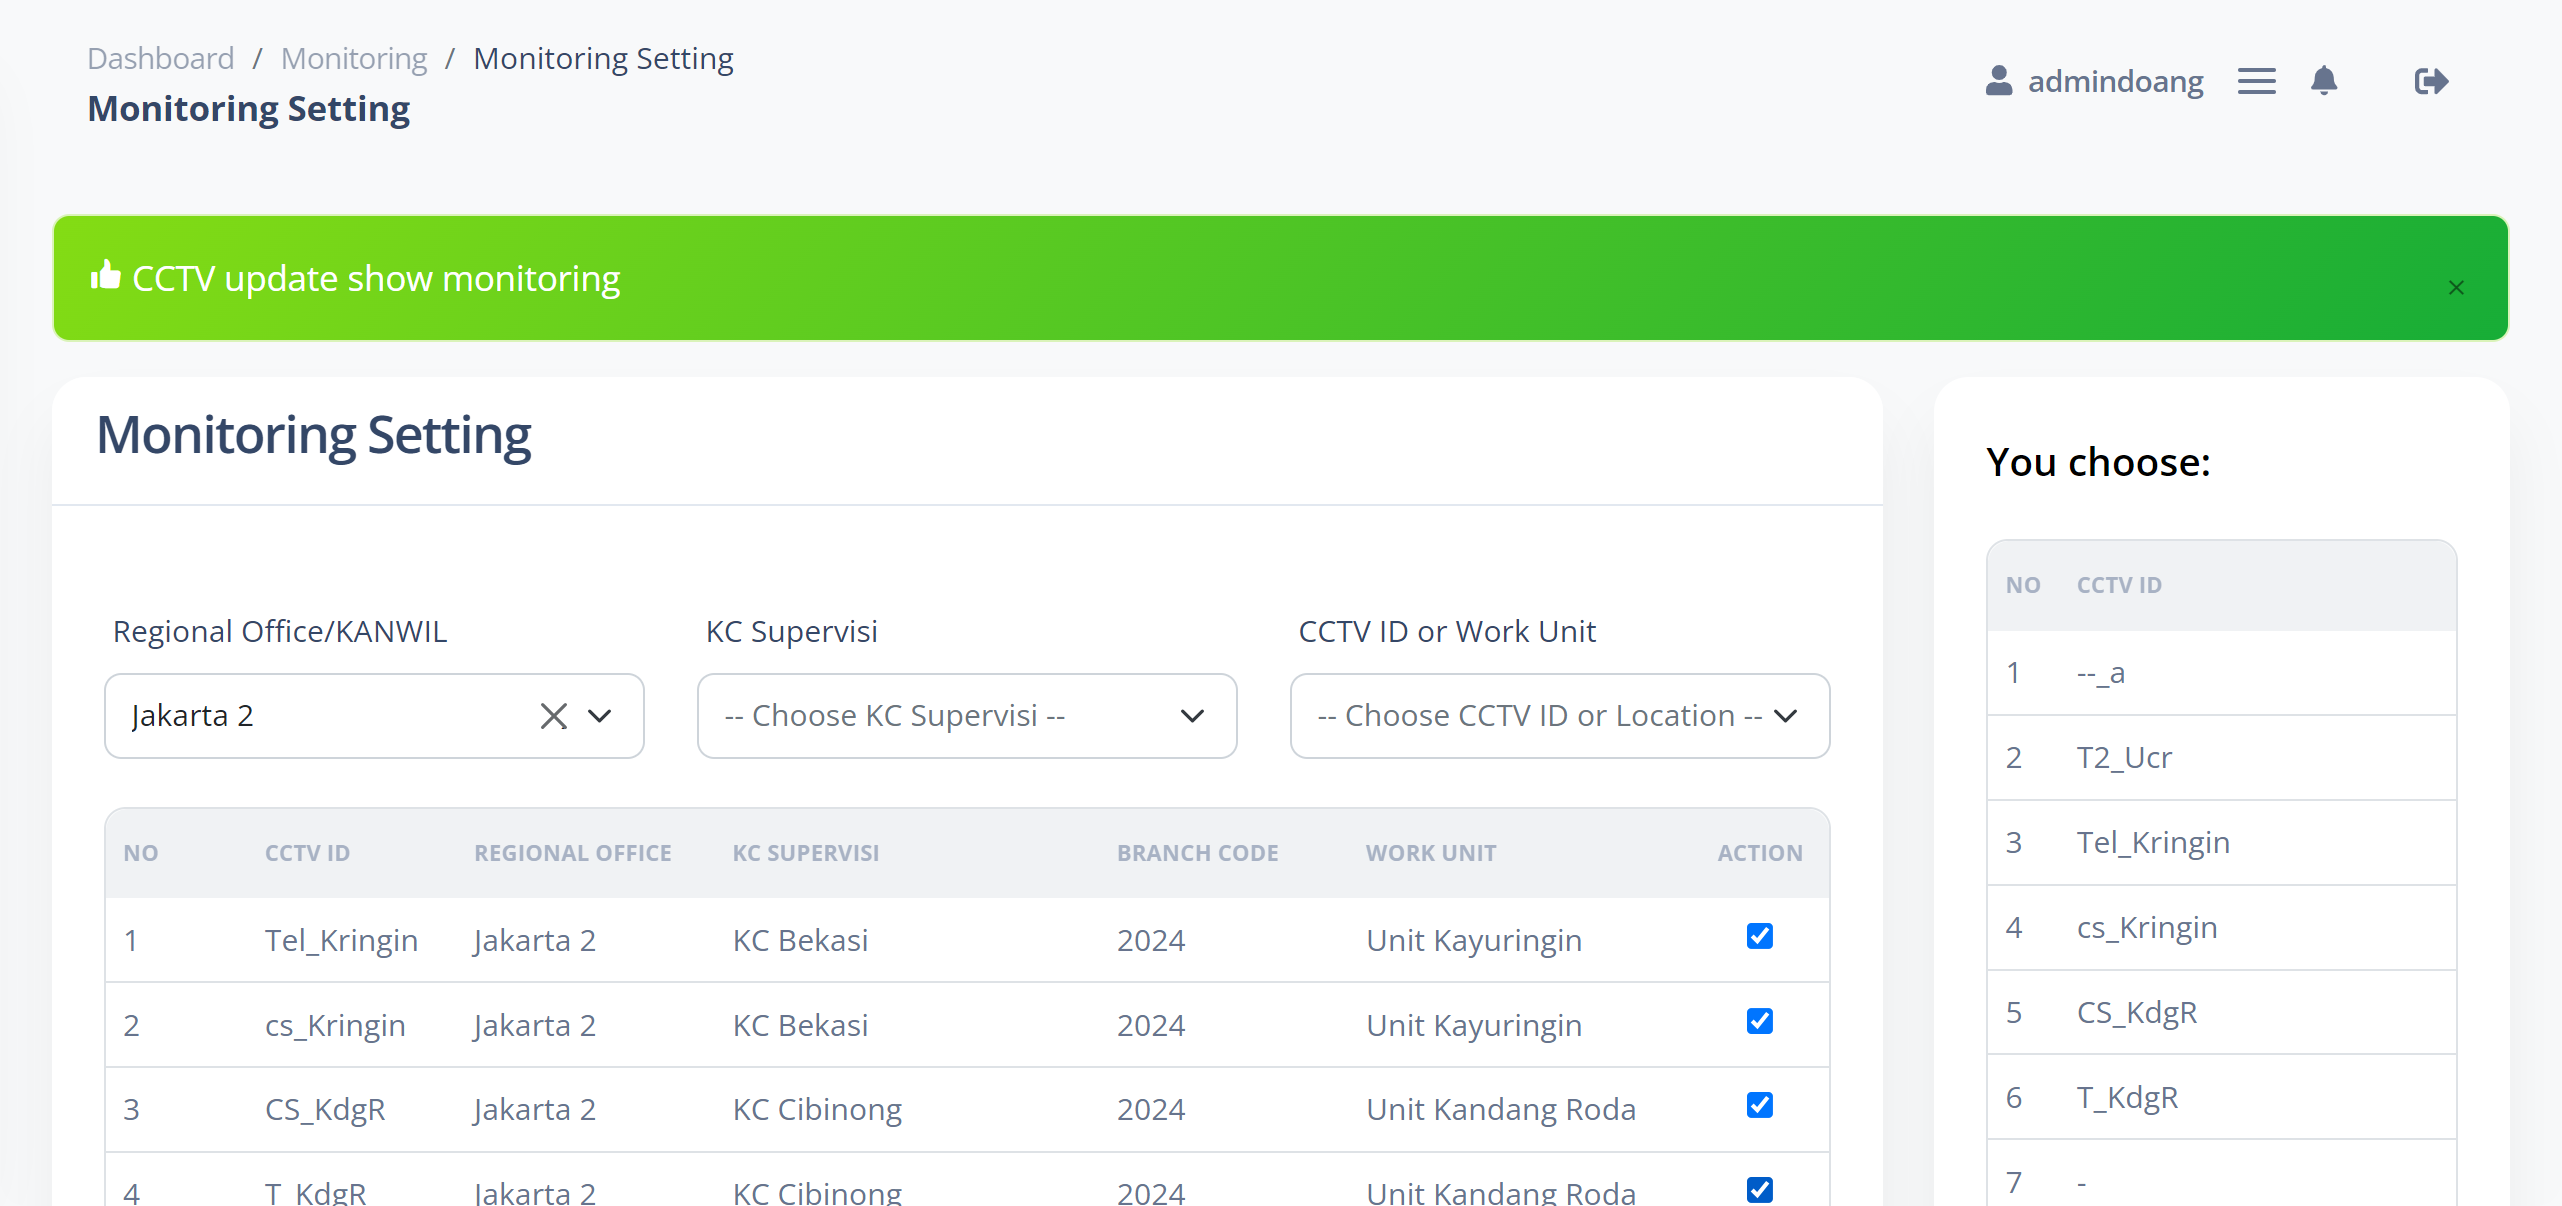 Dashboard / Monitoring / Monitoring Setting
Monitoring Setting
admindoang
CCTV update show monitoring
Monitoring Setting
Regional Office/KANWIL KC Supervisi CCTV ID or Work Unit
Jakarta 2 -- Choose KC Supervisi -- -- Choose CCTV ID or Location --
NO CCTV ID REGIONAL OFFICE KC SUPERVISI BRANCH CODE WORK UNIT ACTION
1 Tel_Kringin Jakarta 2 KC Bekasi 2024 Unit Kayuringin
2 cs_Kringin Jakarta 2 KC Bekasi 2024 Unit Kayuringin
3 CS_KdgR Jakarta 2 KC Cibinong 2024 Unit Kandang Roda
4 T_KdgR Jakarta 2 KC Cibinong 2024 Unit Kandang Roda
You choose:
NO CCTV ID
1 --_a
2 T2_Ucr
3 Tel_Kringin
4 cs_Kringin
5 CS_KdgR
6 T_KdgR
7 -